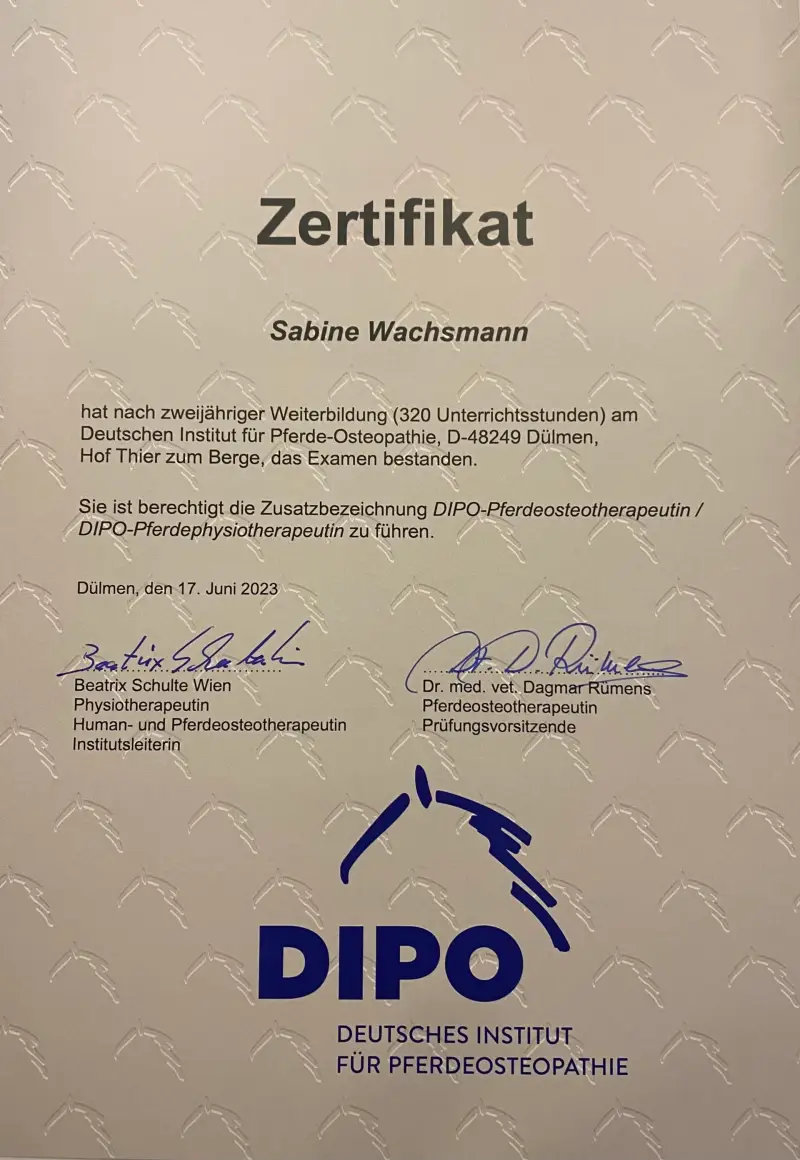 Zertifikat
Sabine Wachsmann
hat nach zweijähriger Weiterbildung (320 Unterrichtsstunden) am
Deutschen Institut für Pferde-Osteopathie, D-48249 Dülmen,
Hof Thier zum Berge, das Examen bestanden.
Sie ist berechtigt die Zusatzbezeichnung DIPO-Pferdeosteotherapeutin /
DIPO-Pferdephysiotherapeutin zu führen.
Dülmen, den 17. Juni 2023
Beatrix Schulte Wien
Physiotherapeutin
Human- und Pferdeosteotherapeutin
Institutsleiterin
Dr. med. vet. Dagmar Rümens
Pferdeosteotherapeutin
Prüfungsvorsitzende
DIPO
DEUTSCHES INSTITUT
FÜR PFERDEOSTEOPATHIE